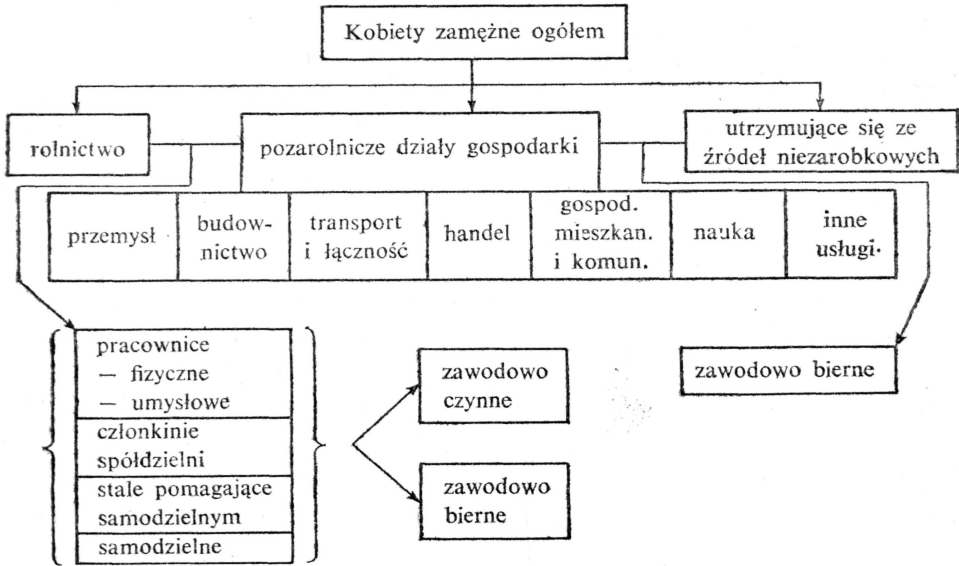 Kobiety zamężne ogółem
rolnictwo
pozarolnicze działy gospodarki
utrzymujące się ze
źródeł niezarobkowych
przemysł
budow-
nictwo
transport
i łączność
handel
gospod.
mieszkan.
i komun.
nauka
inne
usługi·
pracownice
— fizyczne
— umysłowe
członkinie
spółdzielni
stale pomagające
samodzielnym
samodzielne
zawodowo
czynne
zawodowo
bierne
zawodowo bierne